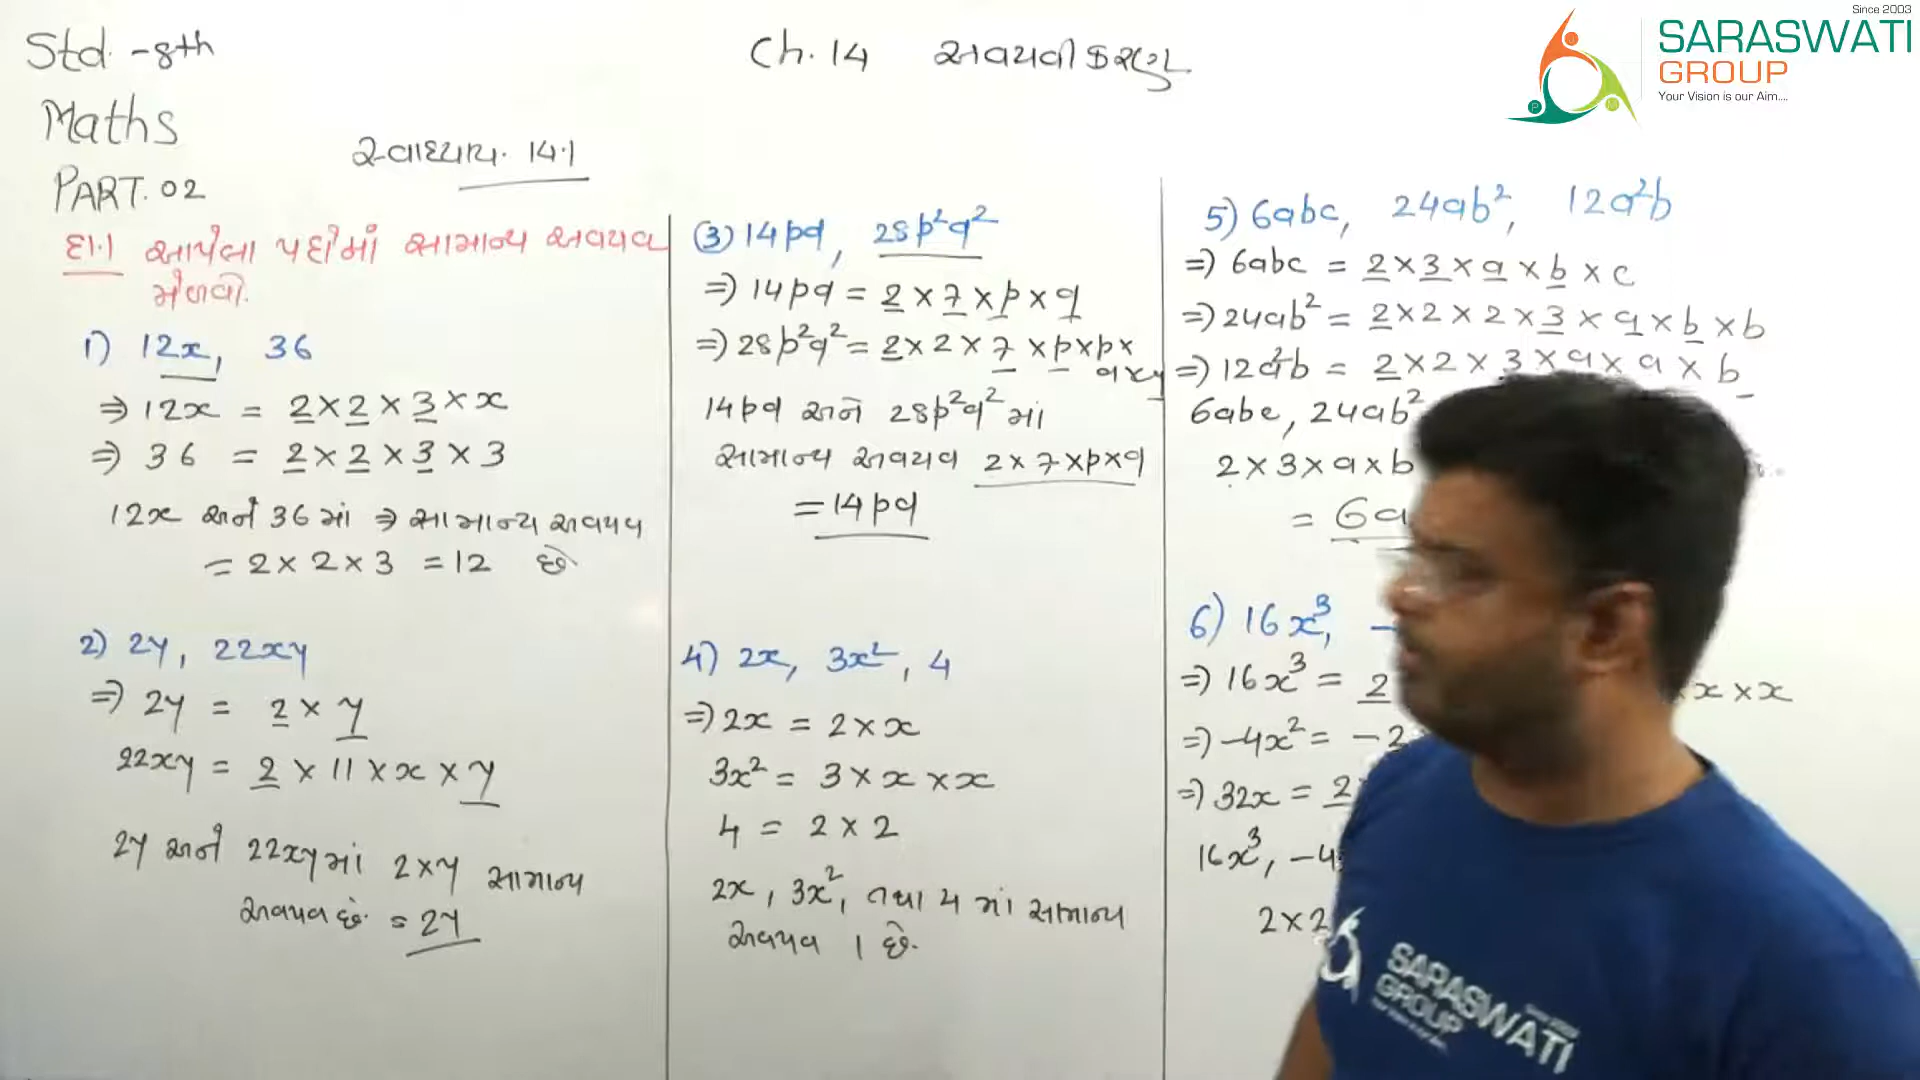 Std. -8th
Ch. 14 અવયવીકરણ
Since 2003
SARASWATI
GROUP
Your Vision is our Aim....
Maths
સ્વાધ્યાય. 14.1
PART. 02
દા.1 આપેલા પદોમાં સામાન્ય અવયવ
મેળવો.
1) 12x, 36
⇒ 12x = 2 × 2 × 3 × x
⇒ 36 = 2 × 2 × 3 × 3
12x અને 36 માં ⇒ સામાન્ય અવયવ
= 2 × 2 × 3 = 12 છે
2) 2y, 22xy
⇒ 2y = 2 × y
22xy = 2 × 11 × x × y
2y અને 22xy માં 2×y સામાન્ય
અવયવ છે. = 2y
(3) 14pq, 28p²q²
⇒ 14pq = 2 × 7 × p × q
⇒ 28p²q² = 2 × 2 × 7 × p × p ×
q × q
14pq અને 28p²q² માં
સામાન્ય અવયવ 2 × 7 × p × q
= 14pq
4) 2x, 3x², 4
⇒ 2x = 2 × x
3x² = 3 × x × x
4 = 2 × 2
2x, 3x², તથા 4 માં સામાન્ય
અવયવ 1 છે.
5) 6abc, 24ab², 12a²b
⇒ 6abc = 2 × 3 × a × b × c
⇒ 24ab² = 2 × 2 × 2 × 3 × a × b × b
⇒ 12a²b = 2 × 2 × 3 × a × a × b
6abc, 24ab²
2 × 3 × a × b
= 6a
6) 16x³, -
⇒ 16x³ = 2 × x × x
⇒ -4x² = -2
⇒ 32x = 2
16x³, -4
2 × 2
SARASWATI
GROUP